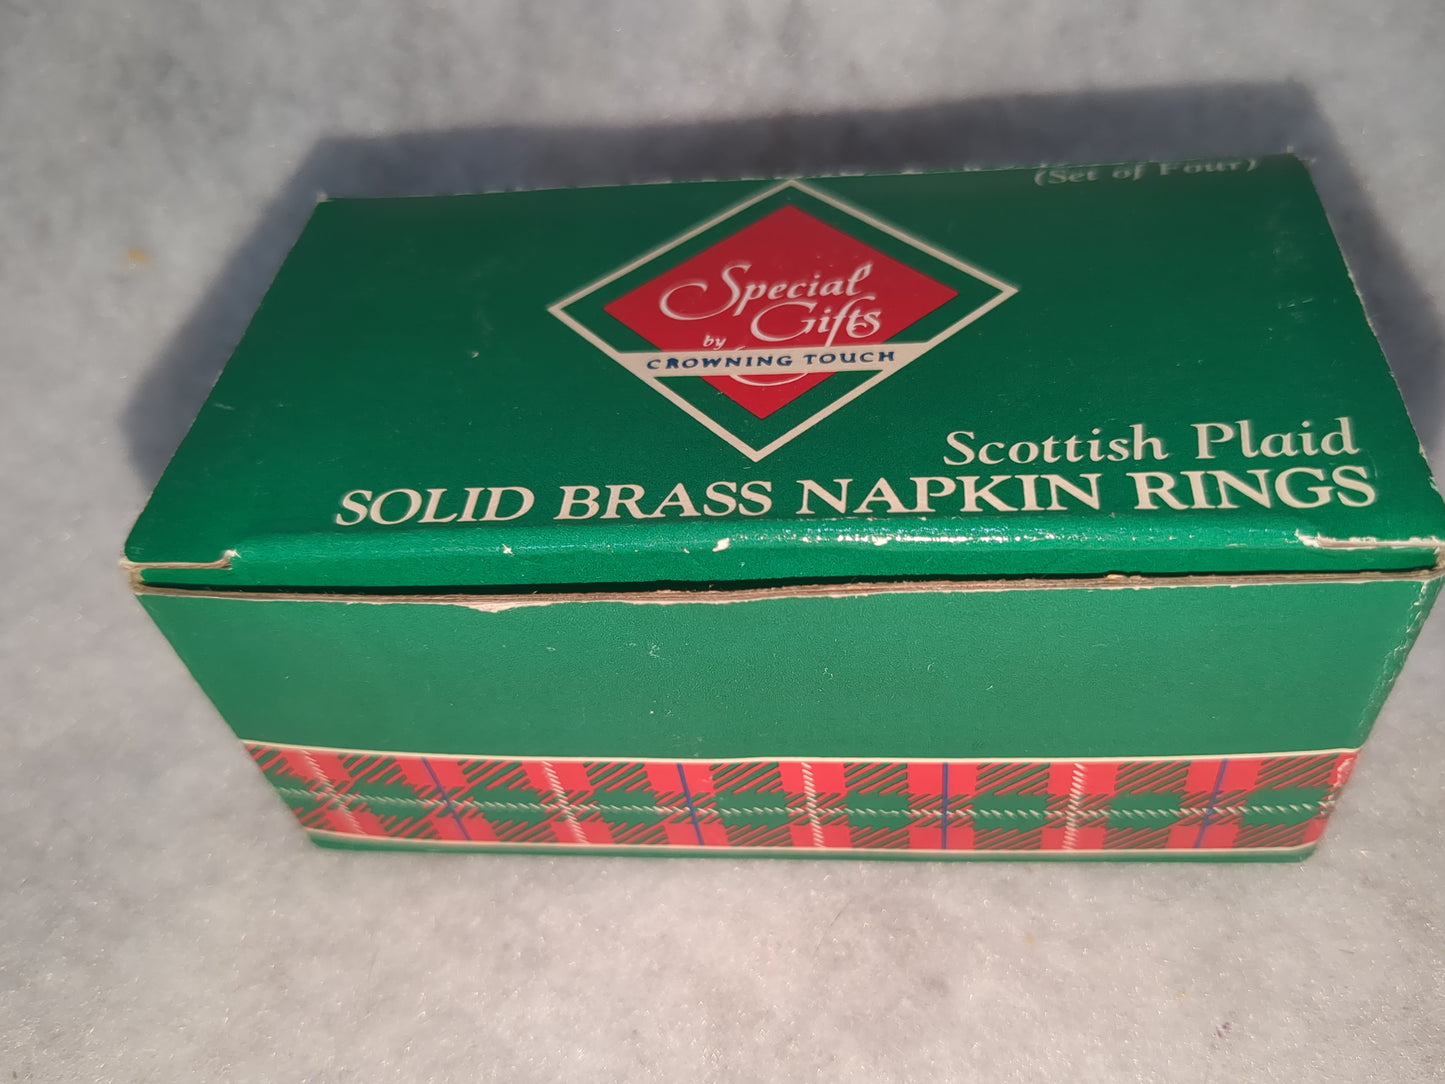 (Set of Four)
Special
Gifts
by
CROWNING TOUCH
Scottish Plaid
SOLID BRASS NAPKIN RINGS